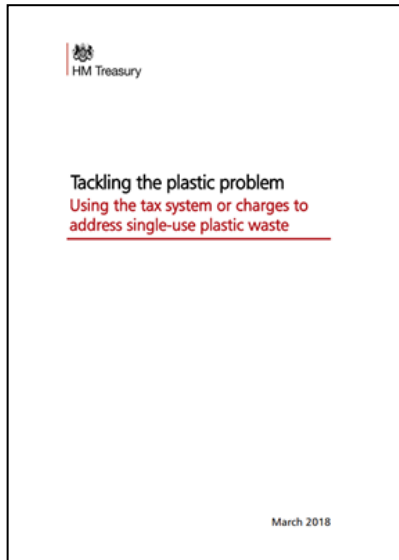 HM Treasury
Tackling the plastic problem
Using the tax system or charges to
address single-use plastic waste
March 2018